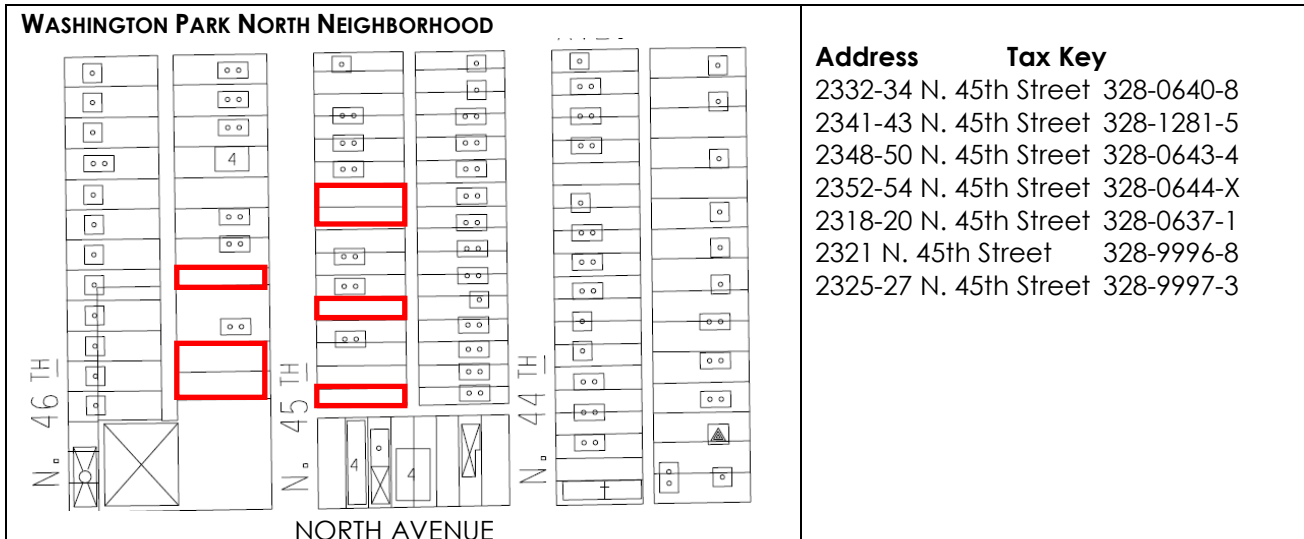 WASHINGTON PARK NORTH NEIGHBORHOOD
4
N. 46 TH
N. 45 TH
N. 44 TH
4
4
NORTH AVENUE
Address Tax Key
2332-34 N. 45th Street 328-0640-8
2341-43 N. 45th Street 328-1281-5
2348-50 N. 45th Street 328-0643-4
2352-54 N. 45th Street 328-0644-X
2318-20 N. 45th Street 328-0637-1
2321 N. 45th Street 328-9996-8
2325-27 N. 45th Street 328-9997-3